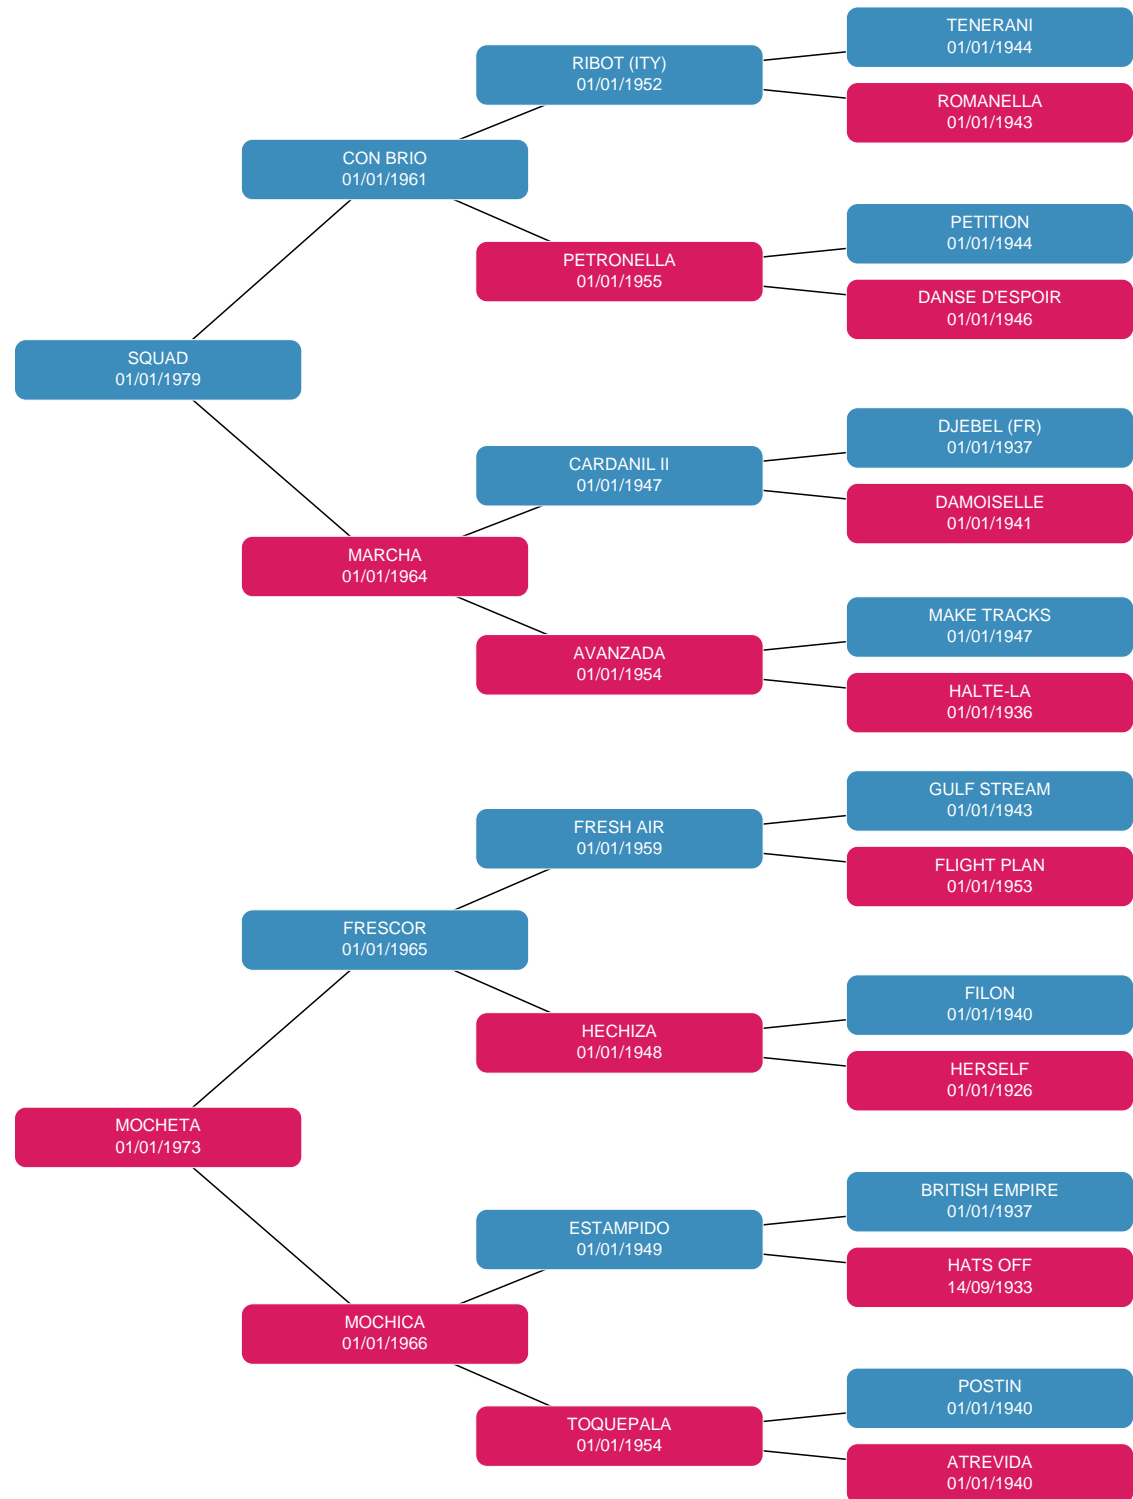 TENERANI
01/01/1944
RIBOT (ITY)
01/01/1952
ROMANELLA
01/01/1943
CON BRIO
01/01/1961
PETITION
01/01/1944
PETRONELLA
01/01/1955
DANSE D'ESPOIR
01/01/1946
SQUAD
01/01/1979
DJEBEL (FR)
01/01/1937
CARDANIL II
01/01/1947
DAMOISELLE
01/01/1941
MARCHA
01/01/1964
MAKE TRACKS
01/01/1947
AVANZADA
01/01/1954
HALTE-LA
01/01/1936
GULF STREAM
01/01/1943
FRESH AIR
01/01/1959
FLIGHT PLAN
01/01/1953
FRESCOR
01/01/1965
FILON
01/01/1940
HECHIZA
01/01/1948
HERSELF
01/01/1926
MOCHETA
01/01/1973
BRITISH EMPIRE
01/01/1937
ESTAMPIDO
01/01/1949
HATS OFF
14/09/1933
MOCHICA
01/01/1966
POSTIN
01/01/1940
TOQUEPALA
01/01/1954
ATREVIDA
01/01/1940